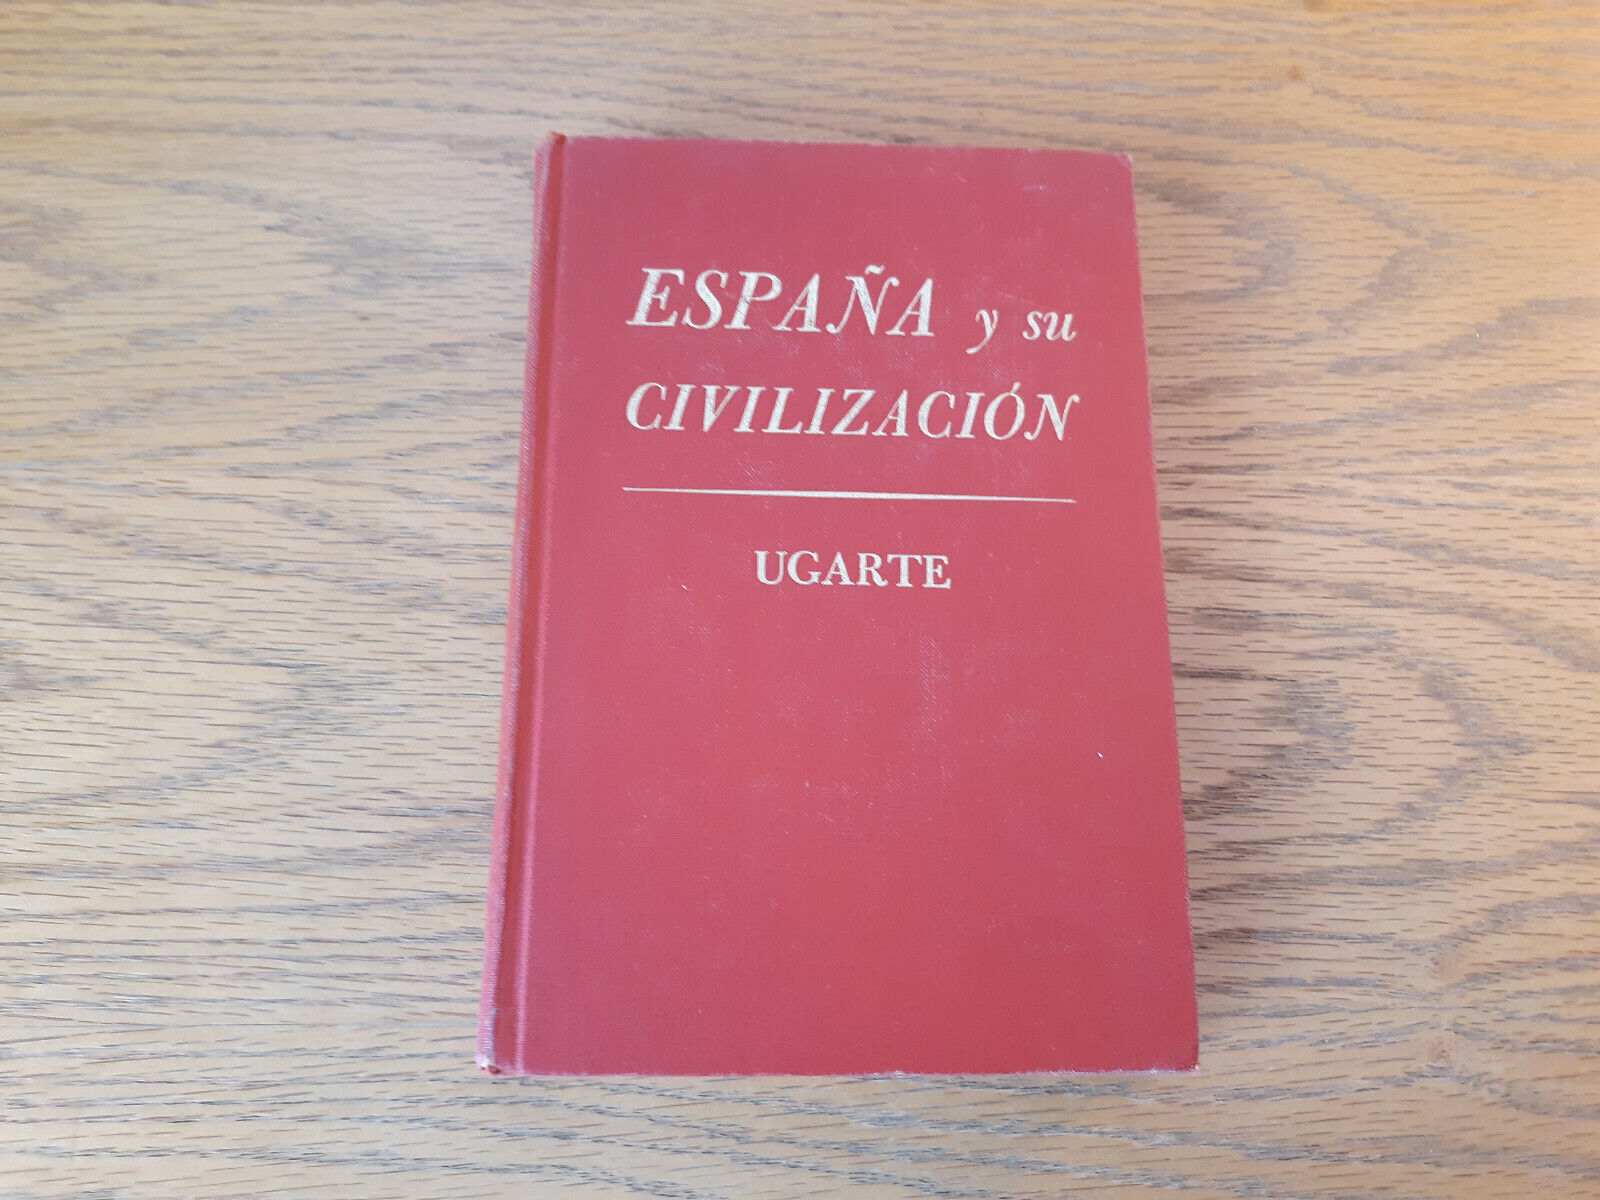 ESPAÑA y su
CIVILIZACIÓN
UGARTE